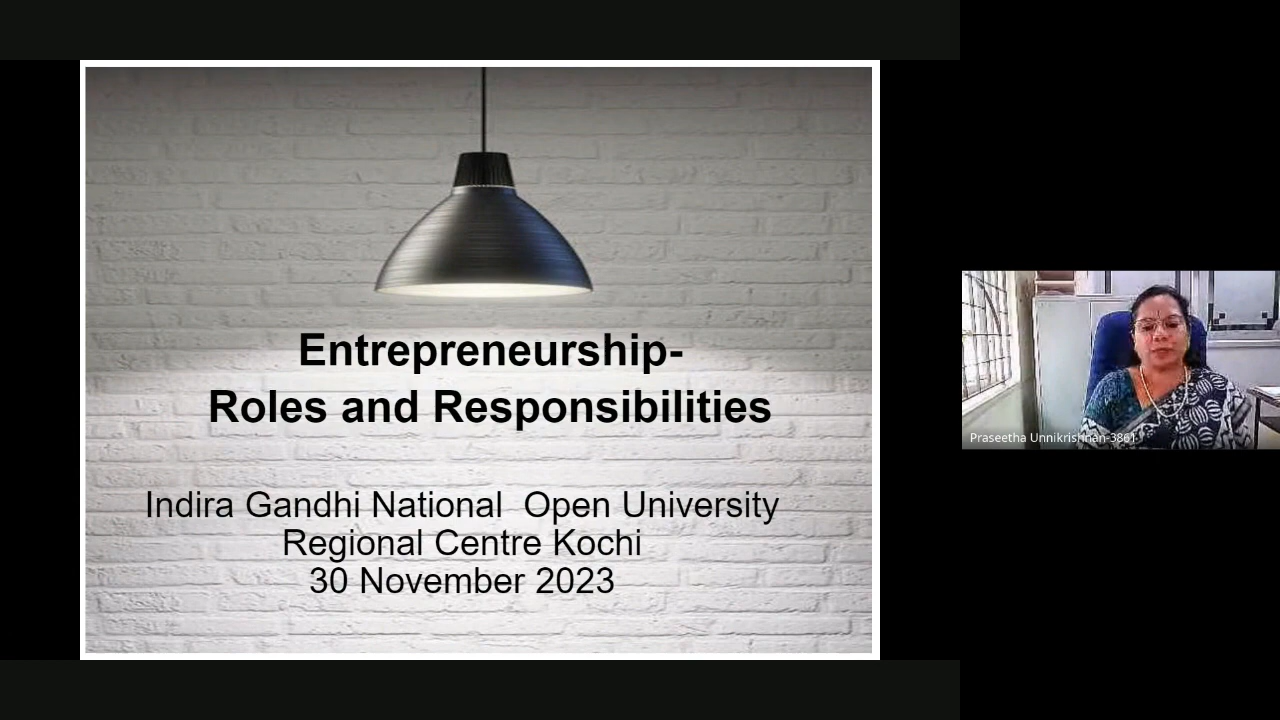 Entrepreneurship-
Roles and Responsibilities
Indira Gandhi National  Open University
Regional Centre Kochi
30 November 2023
Praseetha Unnikrishnan-3861